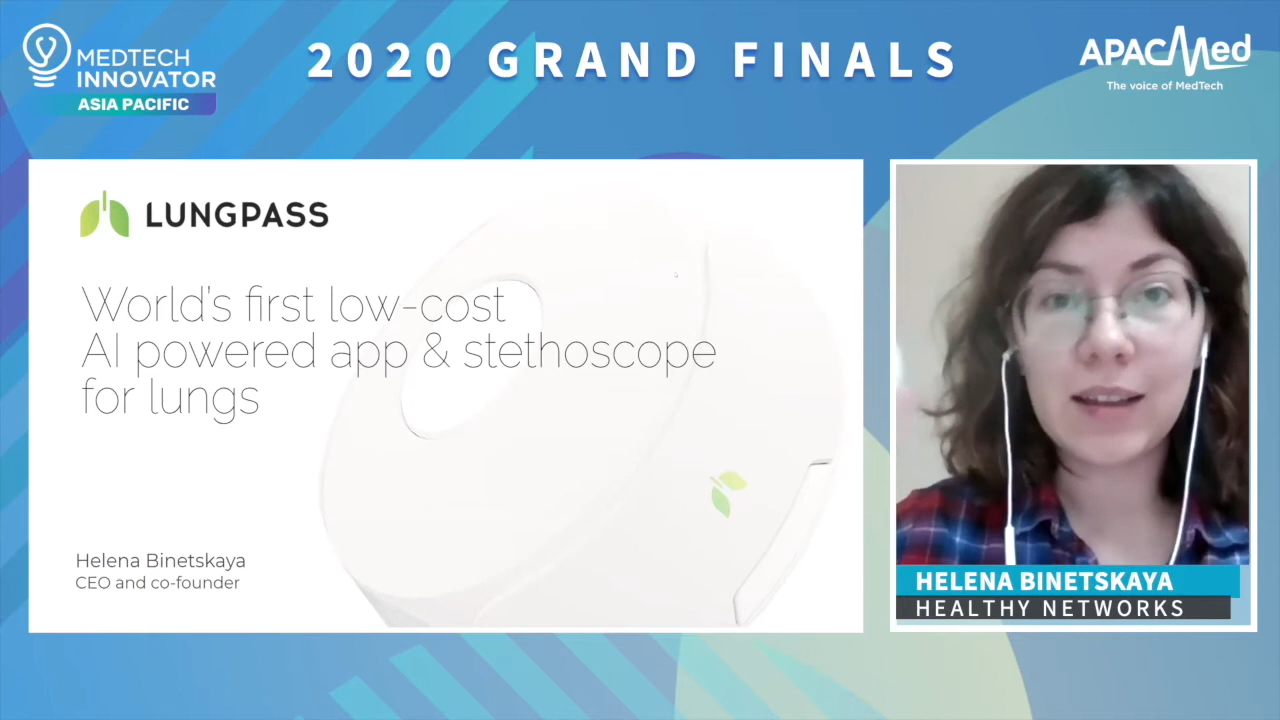 MEDTECH
INNOVATOR
ASIA PACIFIC
2020 GRAND FINALS
APACMed
The voice of MedTech
LUNGPASS
World's first low-cost
AI powered app & stethoscope
for lungs
Helena Binetskaya
CEO and co-founder
HELENA BINETSKAYA
HEALTHY NETWORKS